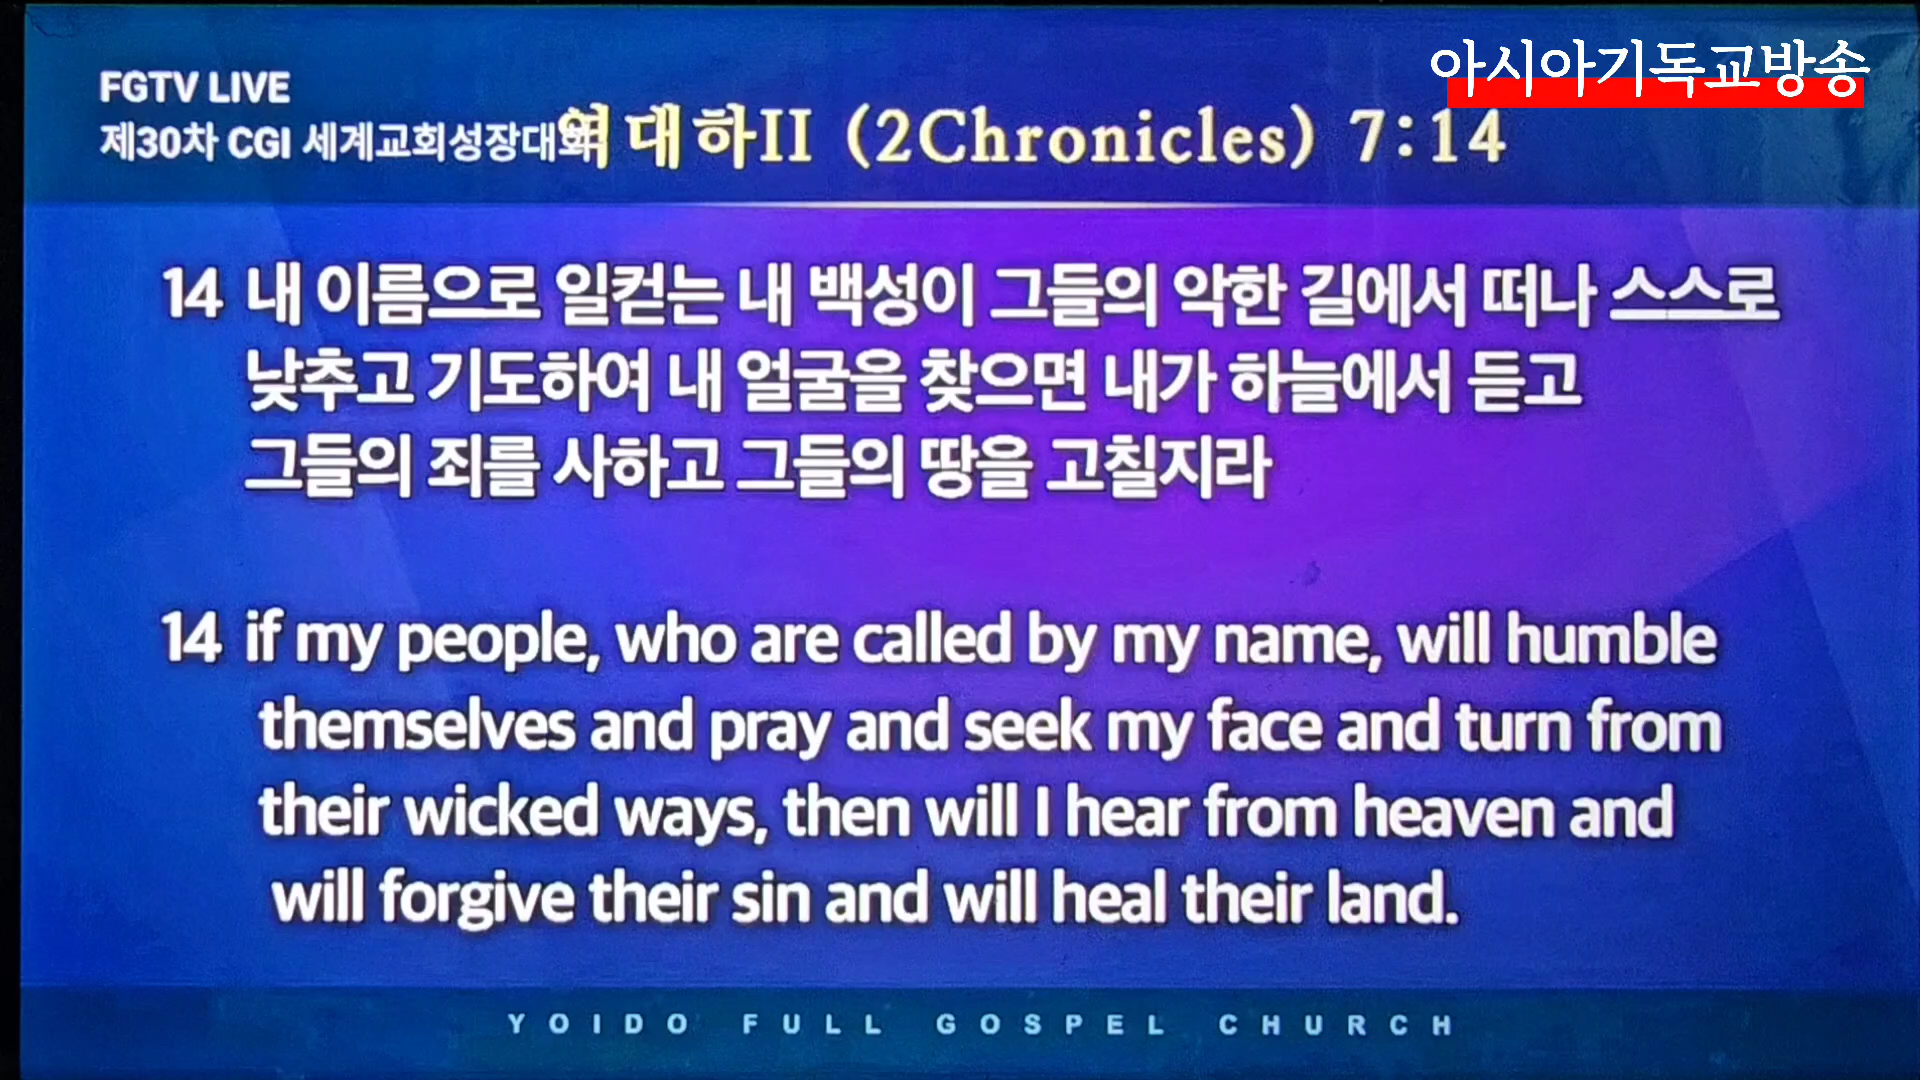 FGTV LIVE
아시아기독교방송
제30차 CGI 세계교회성장대회
역대하II (2Chronicles) 7:14
14 내 이름으로 일컫는 내 백성이 그들의 악한 길에서 떠나 스스로
낮추고 기도하여 내 얼굴을 찾으면 내가 하늘에서 듣고
그들의 죄를 사하고 그들의 땅을 고칠지라
14 if my people, who are called by my name, will humble
themselves and pray and seek my face and turn from
their wicked ways, then will I hear from heaven and
will forgive their sin and will heal their land.
YOIDO FULL GOSPEL CHURCH